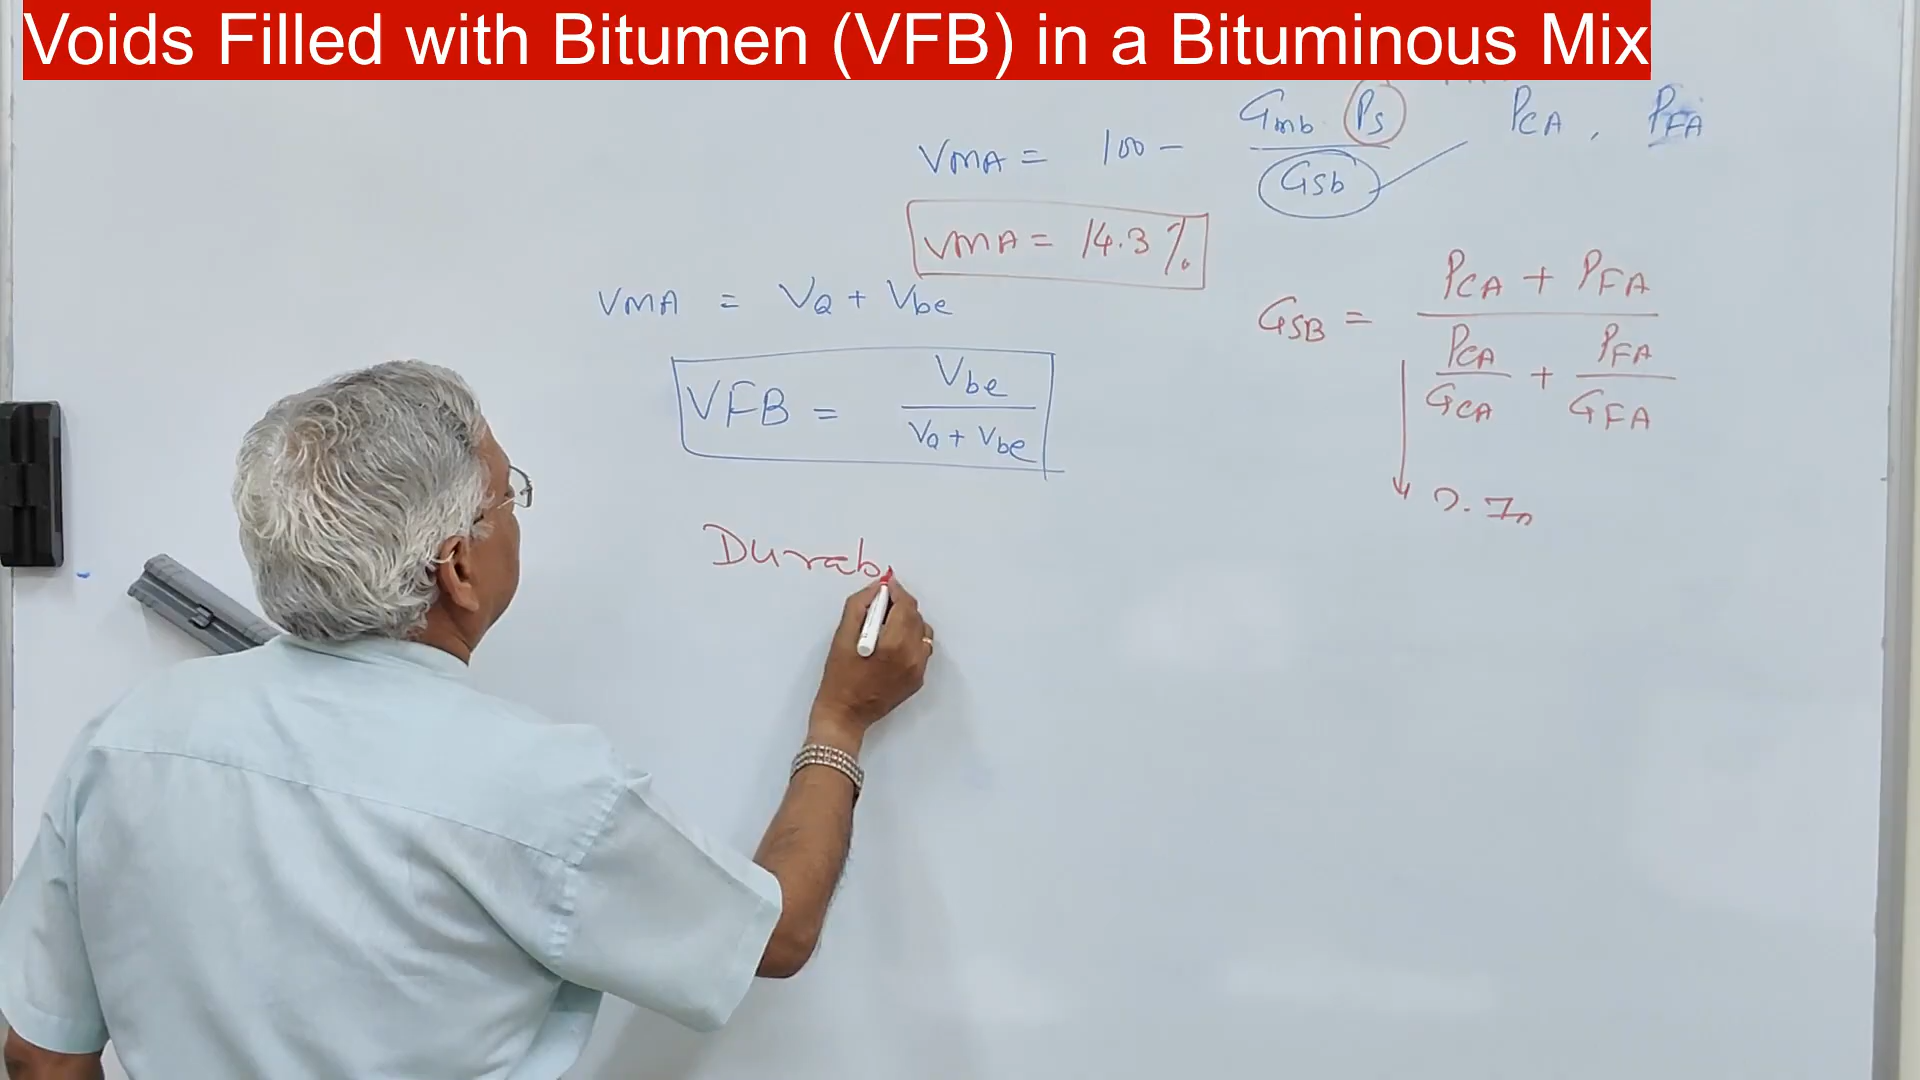 Voids Filled with Bitumen (VFB) in a Bituminous Mix
VMA = 100 - Gmb Ps / Gsb
PCA , PFA
VMA = 14.3 %
VMA = Va + Vbe
GSB = PCA + PFA / PCA / GCA + PFA / GFA
VFB = Vbe / Va + Vbe
Durab